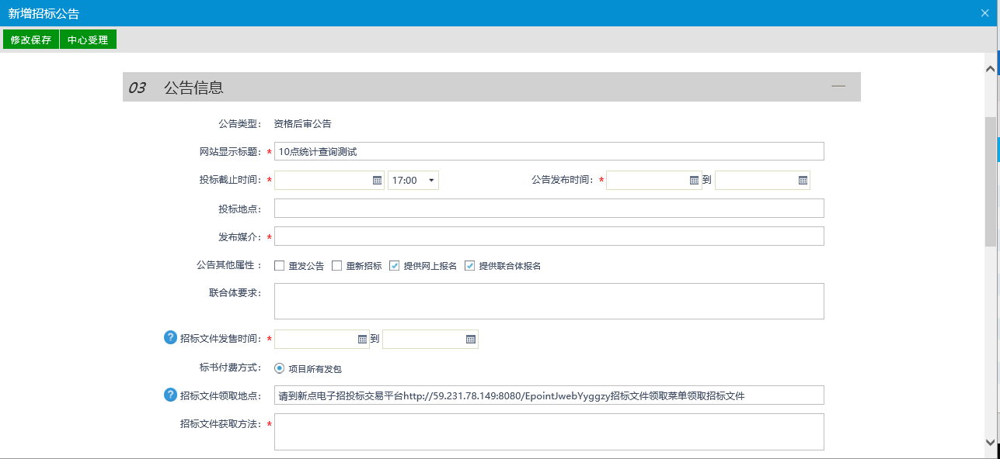 新增招标公告
修改保存 中心受理
03 公告信息
公告类型： 资格后审公告
网站显示标题：* 10点统计查询测试
投标截止时间：* 17:00 公告发布时间：* 到
投标地点：
发布媒介：*
公告其他属性： 重发公告 重新招标 提供网上报名 提供联合体报名
联合体要求：
? 招标文件发售时间：* 到
标书付费方式： 项目所有发包
? 招标文件领取地点： 请到新点电子招投标交易平台http://59.231.78.149:8080/EpointJwebYyggzy招标文件领取菜单领取招标文件
招标文件获取方法：*